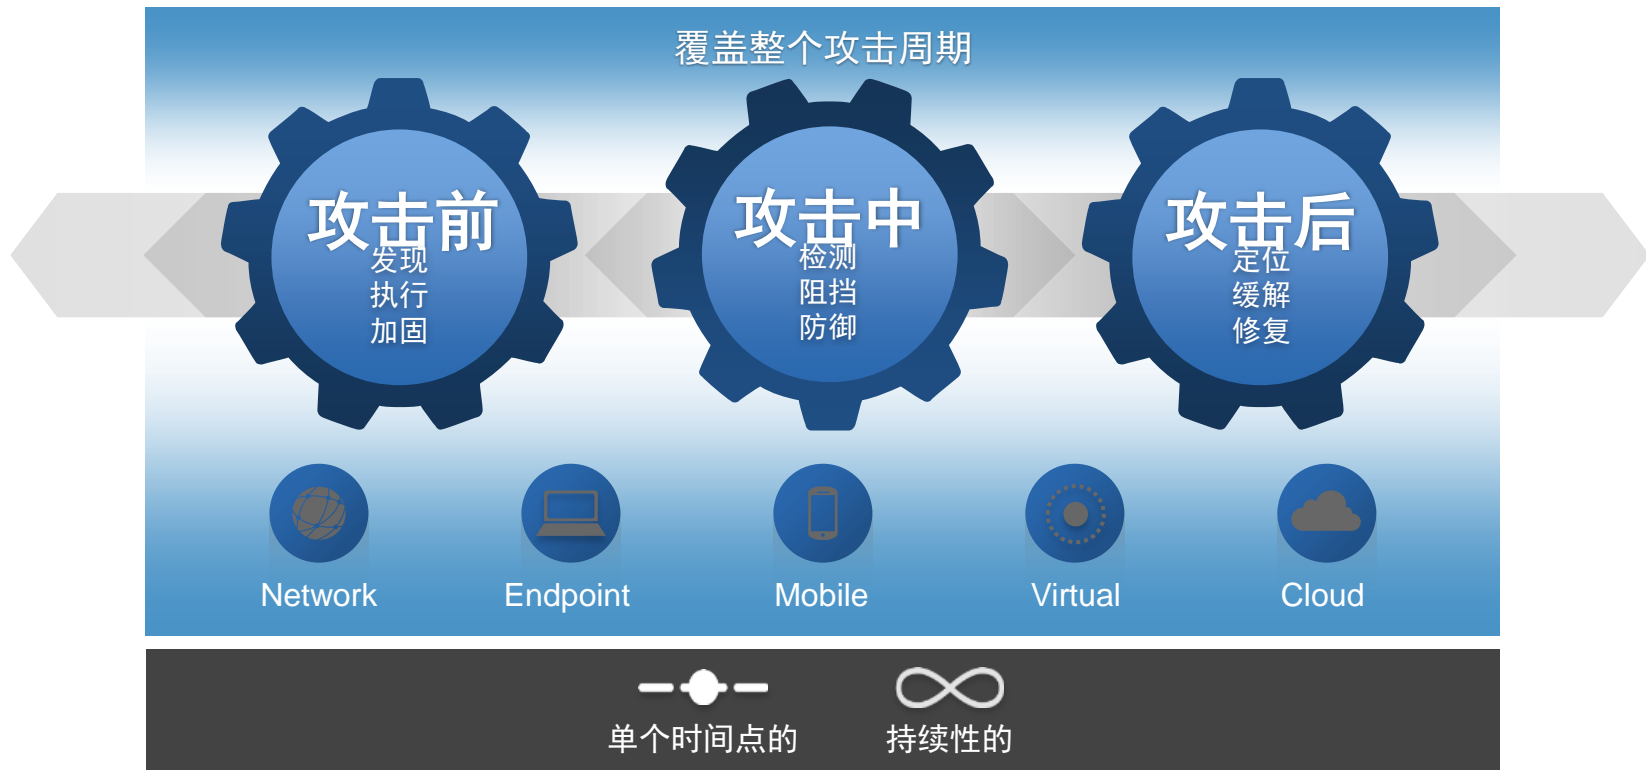 覆盖整个攻击周期
攻击前
发现
执行
加固
攻击中
检测
阻挡
防御
攻击后
定位
缓解
修复
Network
Endpoint
Mobile
Virtual
Cloud
单个时间点的
持续性的